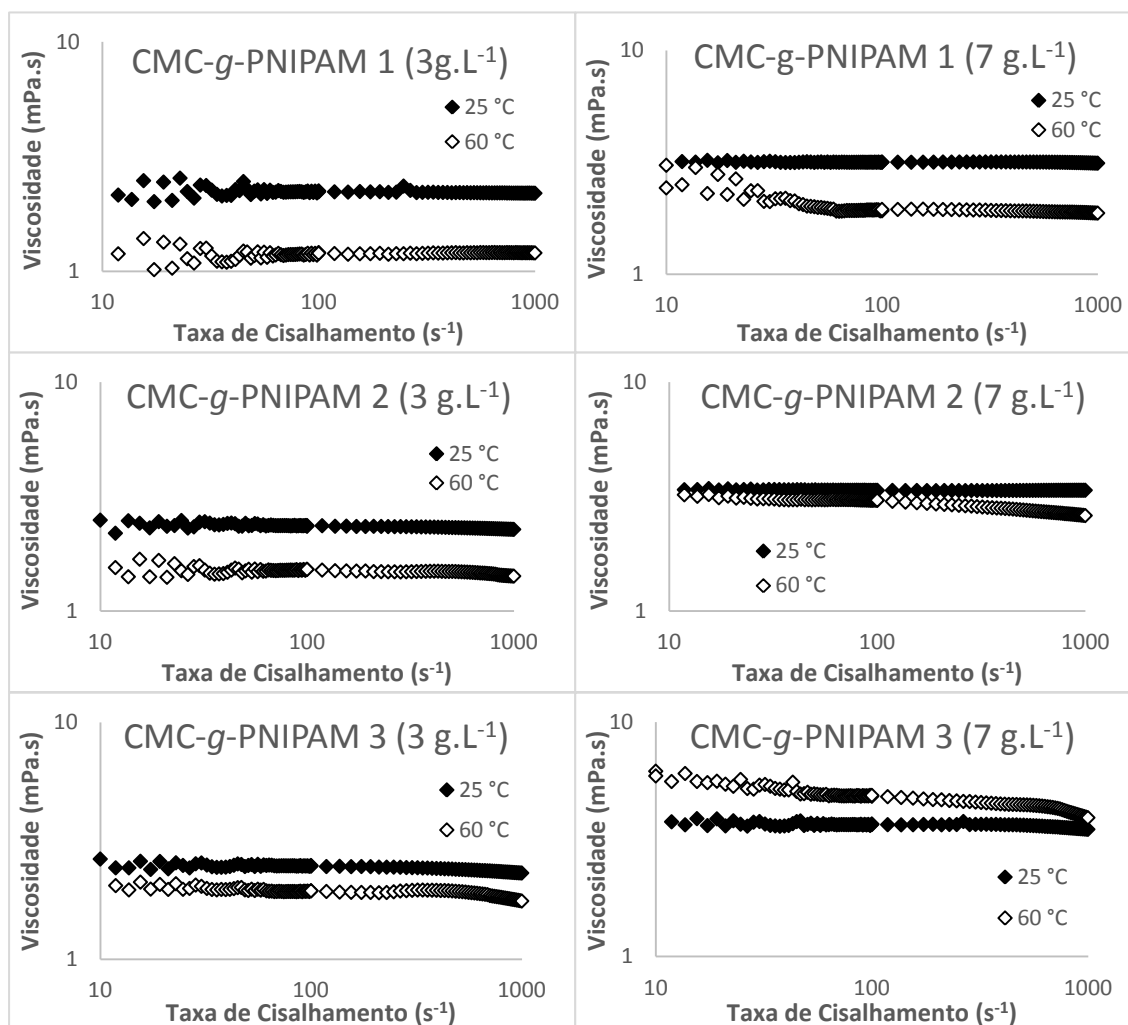 CMC-g-PNIPAM 1 (3g.L-1)
Viscosidade (mPa.s)
10
1
25 °C
60 °C
10 100 1000
Taxa de Cisalhamento (s-1)
CMC-g-PNIPAM 1 (7 g.L-1)
Viscosidade (mPa.s)
10
1
25 °C
60 °C
10 100 1000
Taxa de Cisalhamento (s-1)
CMC-g-PNIPAM 2 (3 g.L-1)
Viscosidade (mPa.s)
10
1
25 °C
60 °C
10 100 1000
Taxa de Cisalhamento (s-1)
CMC-g-PNIPAM 2 (7 g.L-1)
Viscosidade (mPa.s)
10
1
25 °C
60 °C
10 100 1000
Taxa de Cisalhamento (s-1)
CMC-g-PNIPAM 3 (3 g.L-1)
Viscosidade (mPa.s)
10
1
25 °C
60 °C
10 100 1000
Taxa de Cisalhamento (s-1)
CMC-g-PNIPAM 3 (7 g.L-1)
Viscosidade (mPa.s)
10
1
25 °C
60 °C
10 100 1000
Taxa de Cisalhamento (s-1)